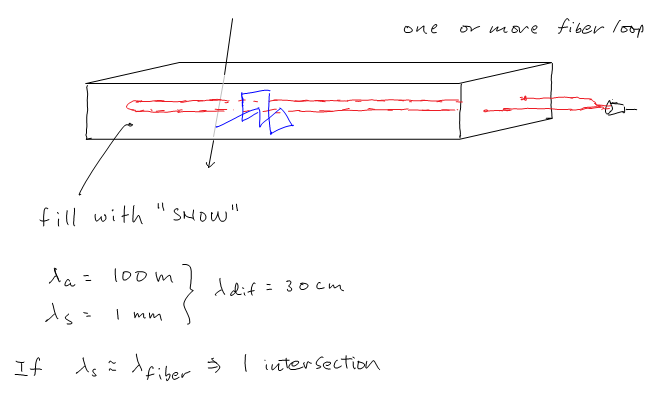 one or more fiber loop
fill with "SNOW"
λa = 100 m
λs = 1 mm
λdif = 30 cm
If λs ≈ λfiber ⇒ 1 intersection